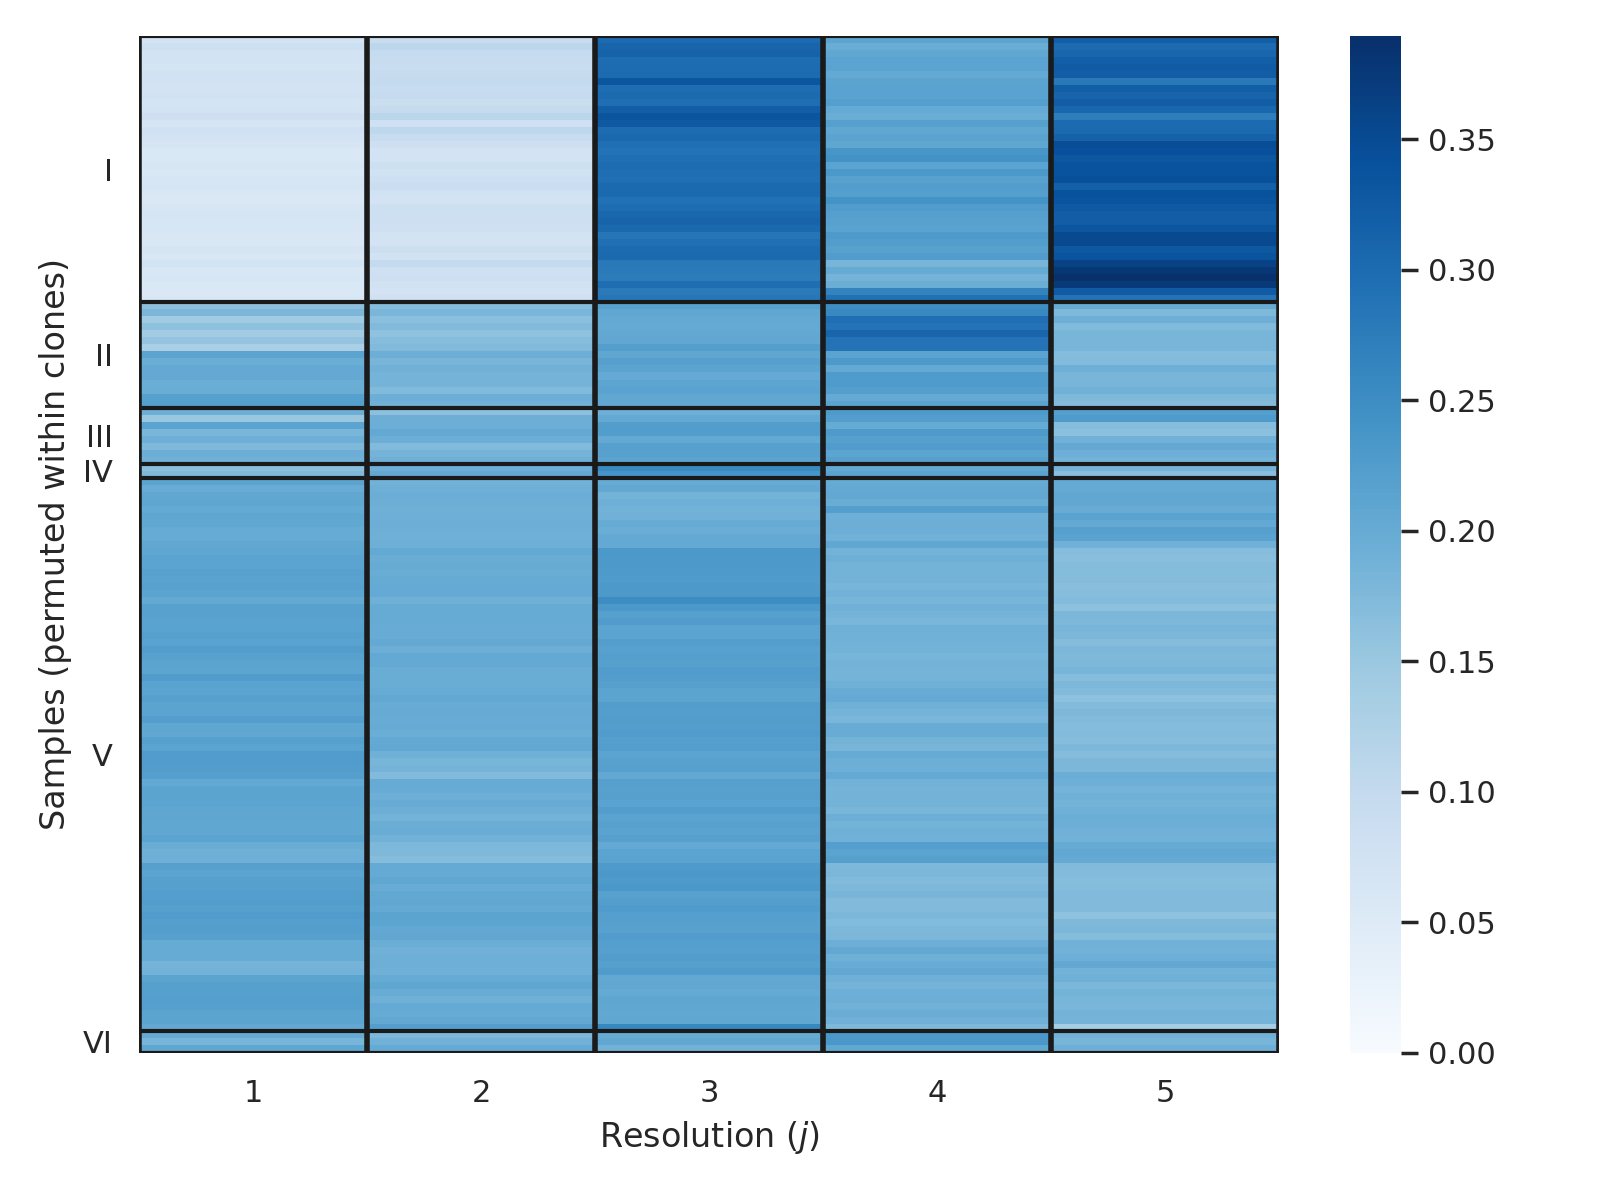 Samples (permuted within clones)
I
II
III
IV
V
VI
1 2 3 4 5
Resolution (j)
0.35
0.30
0.25
0.20
0.15
0.10
0.05
0.00